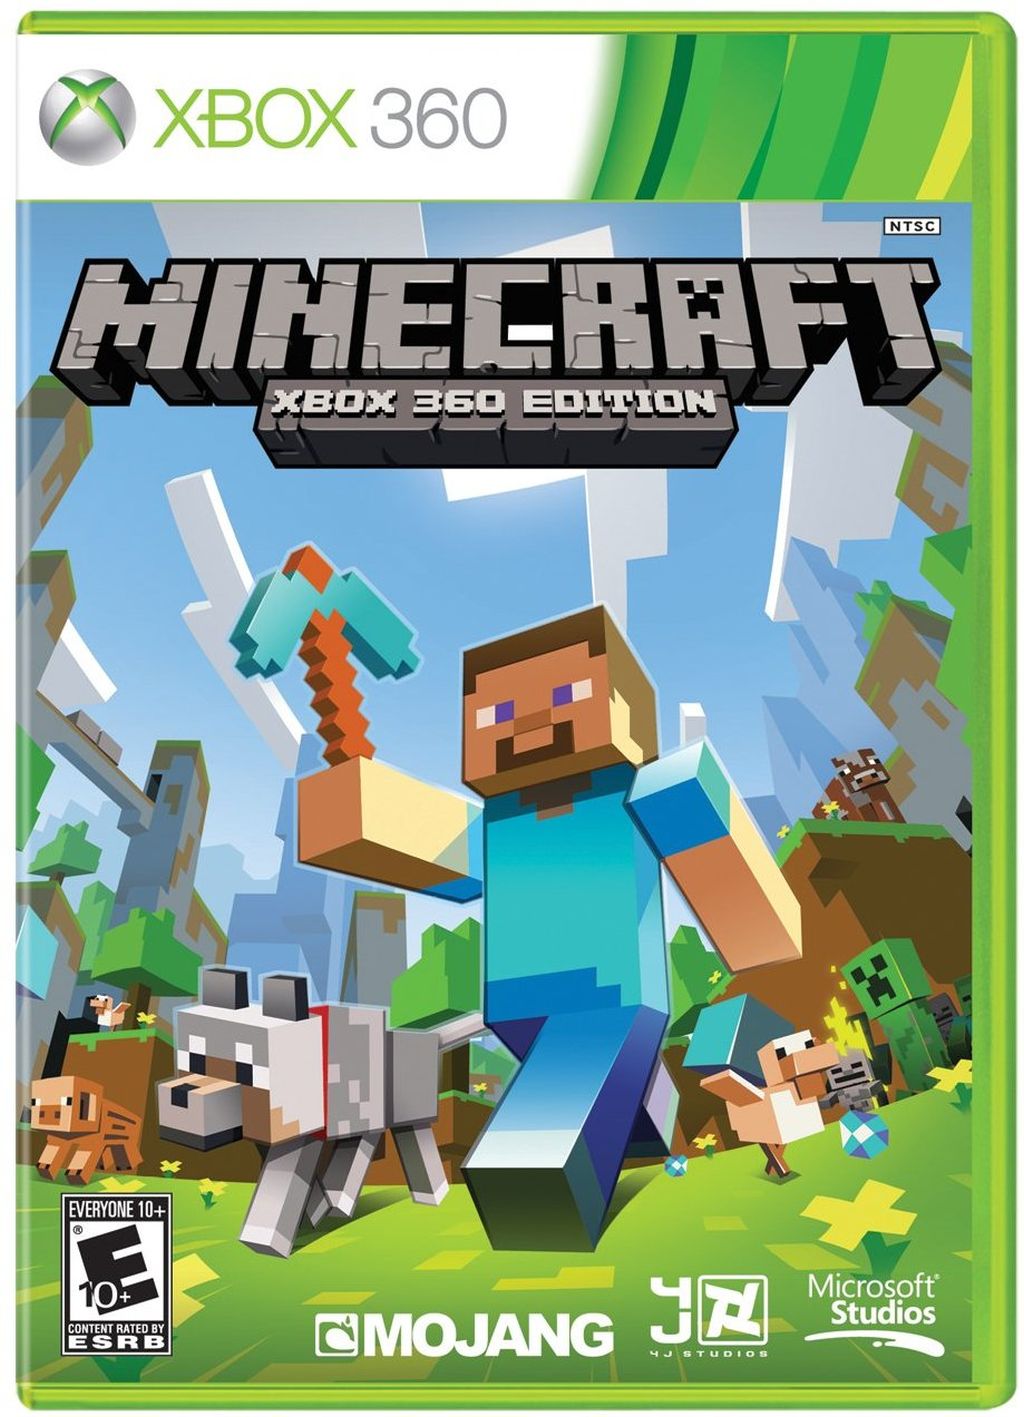 XBOX 360
NTSC
MINECRAFT
XBOX 360 EDITION
EVERYONE 10+
®
E
10+
CONTENT RATED BY
ESRB
MOJANG
4J
4J STUDIOS
Microsoft®
Studios